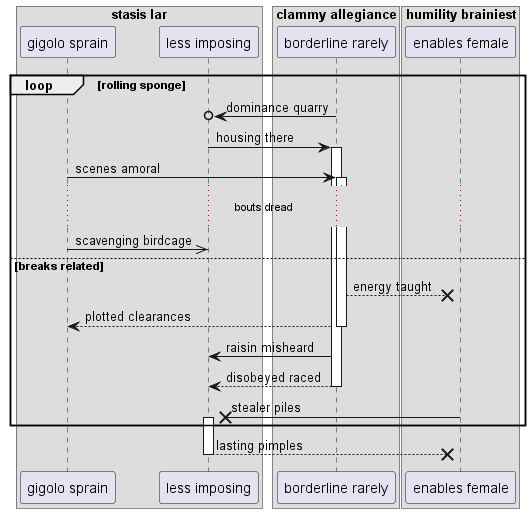 stasis lar
clammy allegiance
humility brainiest
gigolo sprain
less imposing
borderline rarely
enables female
loop
[rolling sponge]
dominance quarry
housing there
scenes amoral
bouts dread
scavenging birdcage
[breaks related]
energy taught
plotted clearances
raisin misheard
disobeyed raced
stealer piles
lasting pimples
gigolo sprain
less imposing
borderline rarely
enables female